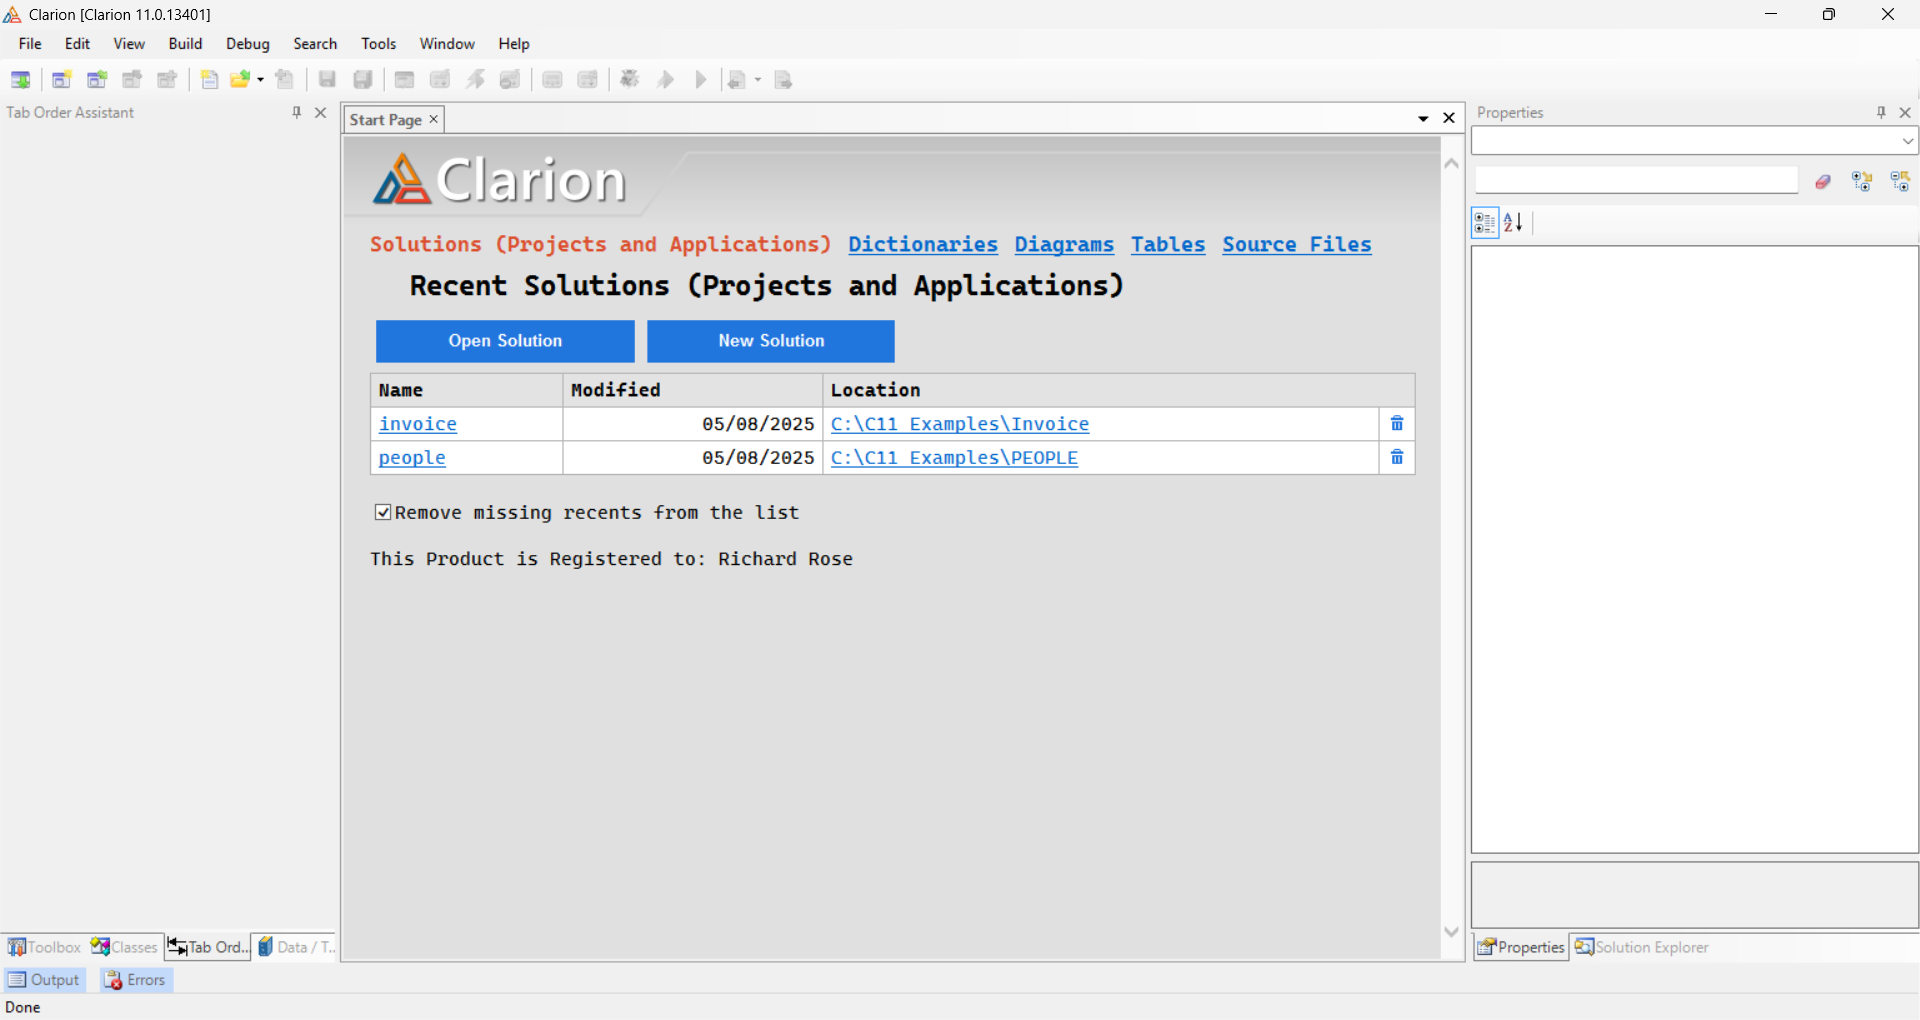 Clarion [Clarion 11.0.13401]
File Edit View Build Debug Search Tools Window Help
Tab Order Assistant
Start Page
Properties
Clarion
Solutions (Projects and Applications) Dictionaries Diagrams Tables Source Files
Recent Solutions (Projects and Applications)
Open Solution New Solution
Name Modified Location
invoice 05/08/2025 C:\C11 Examples\Invoice
people 05/08/2025 C:\C11 Examples\PEOPLE
Remove missing recents from the list
This Product is Registered to: Richard Rose
Toolbox Classes Tab Ord... Data / T...
Properties Solution Explorer
Output Errors
Done